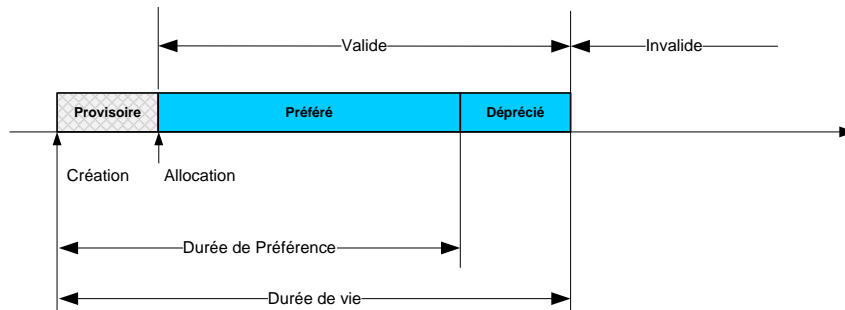 Valide
Invalide
Provisoire
Préféré
Déprécié
Création
Allocation
Durée de Préférence
Durée de vie